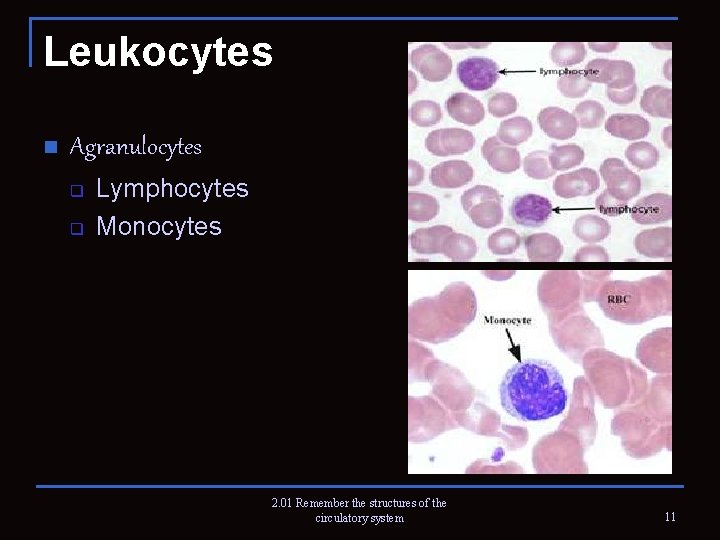 Leukocytes
Agranulocytes
Lymphocytes
Monocytes
lymphocyte
lymphocyte
RBC
Monocyte
2.01 Remember the structures of the
circulatory system
11